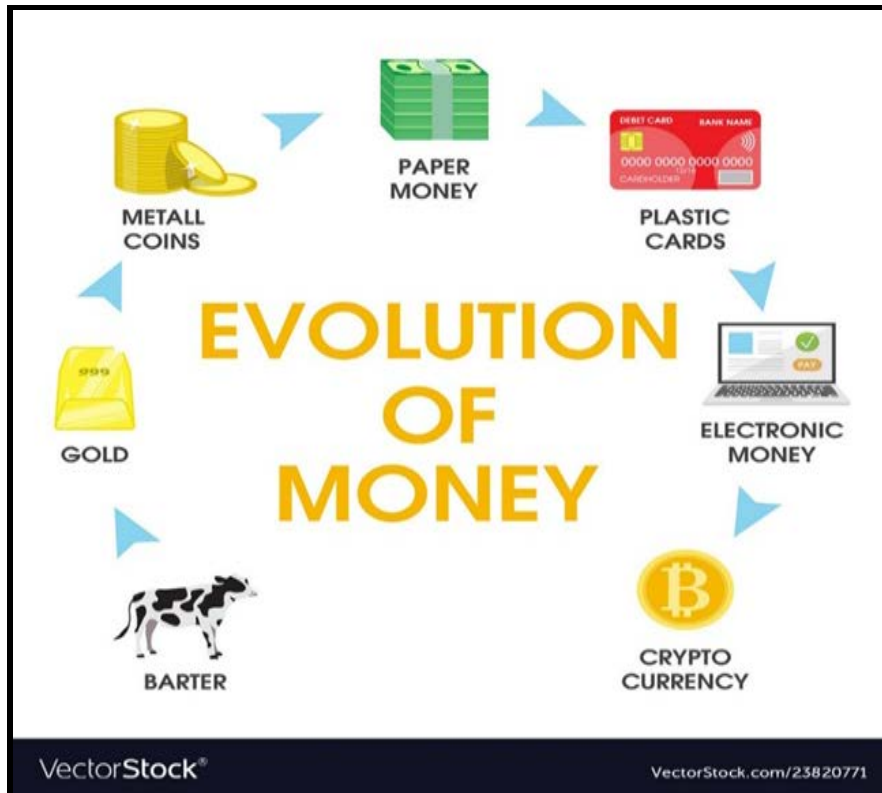 PAPER
MONEY
DEBIT CARD BANK NAME
0000 0000 0000 0000
CARDHOLDER
PLASTIC
CARDS
METALL
COINS
EVOLUTION
OF
MONEY
999
GOLD
PAY
ELECTRONIC
MONEY
BARTER
CRYPTO
CURRENCY
VectorStock®
VectorStock.com/23820771